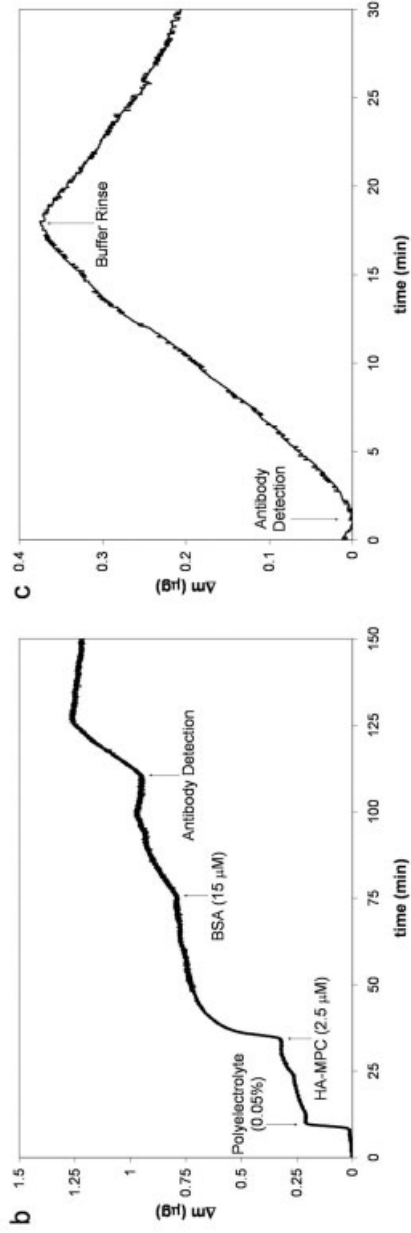 b
Δm (μg)
1.5
1.25
1
0.75
0.5
0.25
0
Polyelectrolyte
(0.05%)
HA-MPC (2.5 μM)
BSA (15 μM)
Antibody Detection
0
25
50
75
100
125
150
time (min)
c
Δm (μg)
0.4
0.3
0.2
0.1
0
Antibody
Detection
Buffer Rinse
0
5
10
15
20
25
30
time (min)